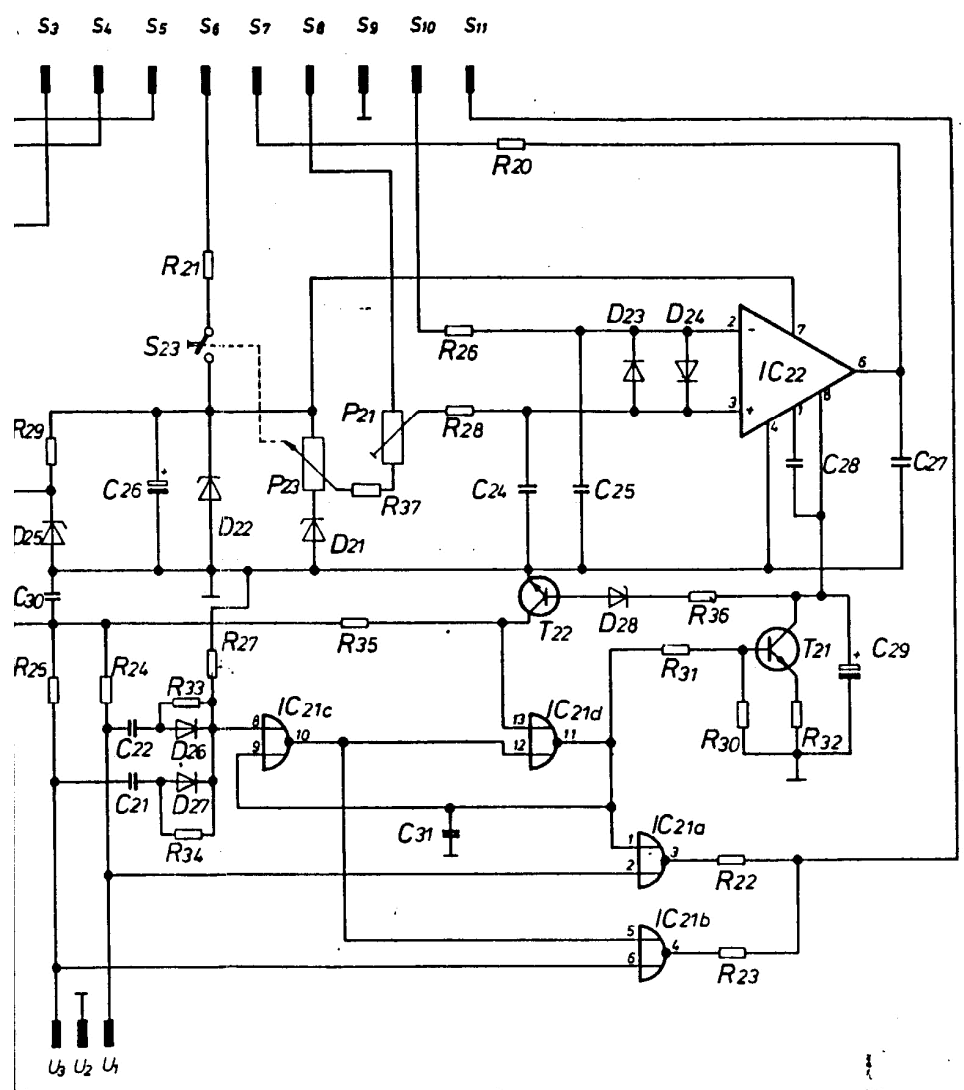 S3 S4 S5 S6 S7 S8 S9 S10 S11
R20
R21
D23 D24
2 - 7
S23
R26
IC22
6
8
P21
3 + 1
4
R29
R28
C28 C27
+
C26
P23
C24 C25
R37
D25
D22
D21
C30
T22
D28
R36
R27
R35
T21
C29
+
R25 R24
R31
R33
IC21c
IC21d
8
10
13
11
R30
R32
C22
D26
9
12
C21
D27
C31
IC21a
R34
1
3
2
R22
IC21b
5
4
6
R23
U3 U2 U1